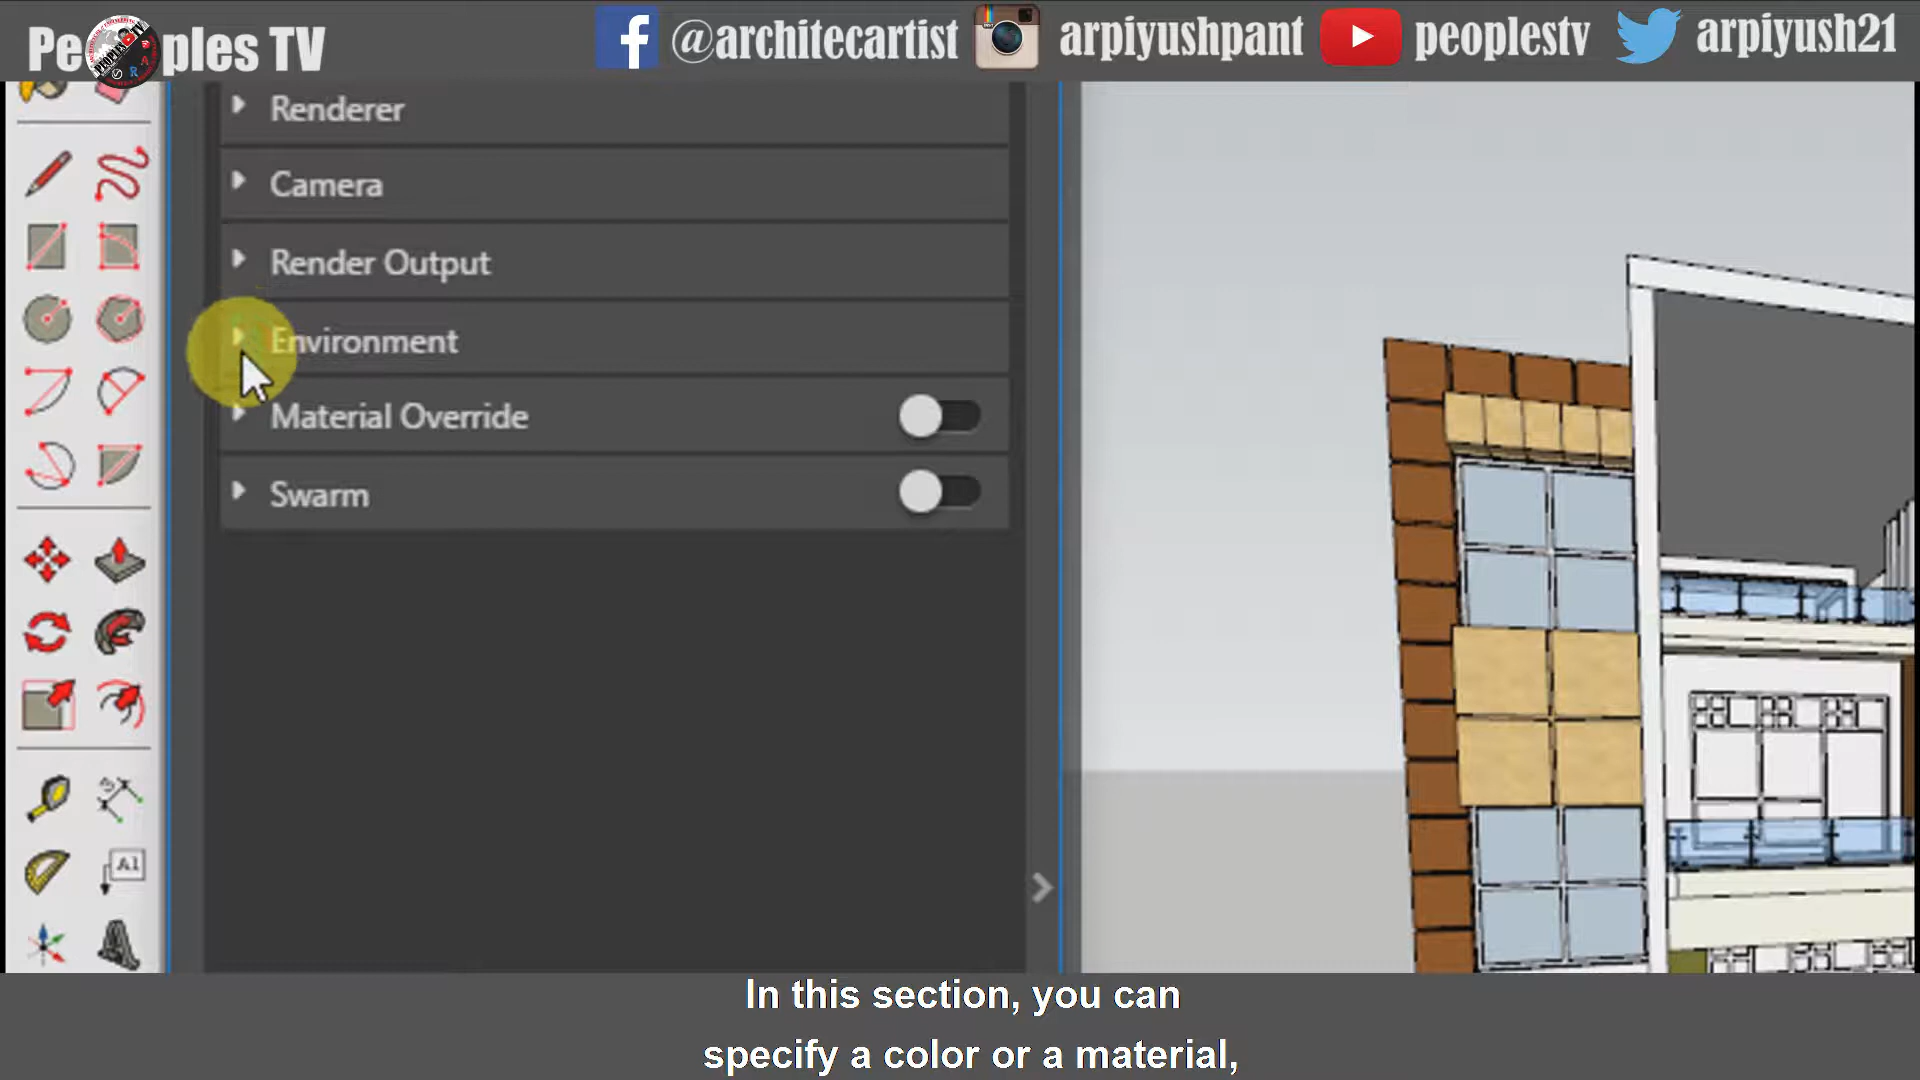 Peoples TV
@architecartist
arpiyushpant
peoplestv
arpiyush21
Renderer
Camera
Render Output
Environment
Material Override
Swarm
A1
In this section, you can
specify a color or a material,